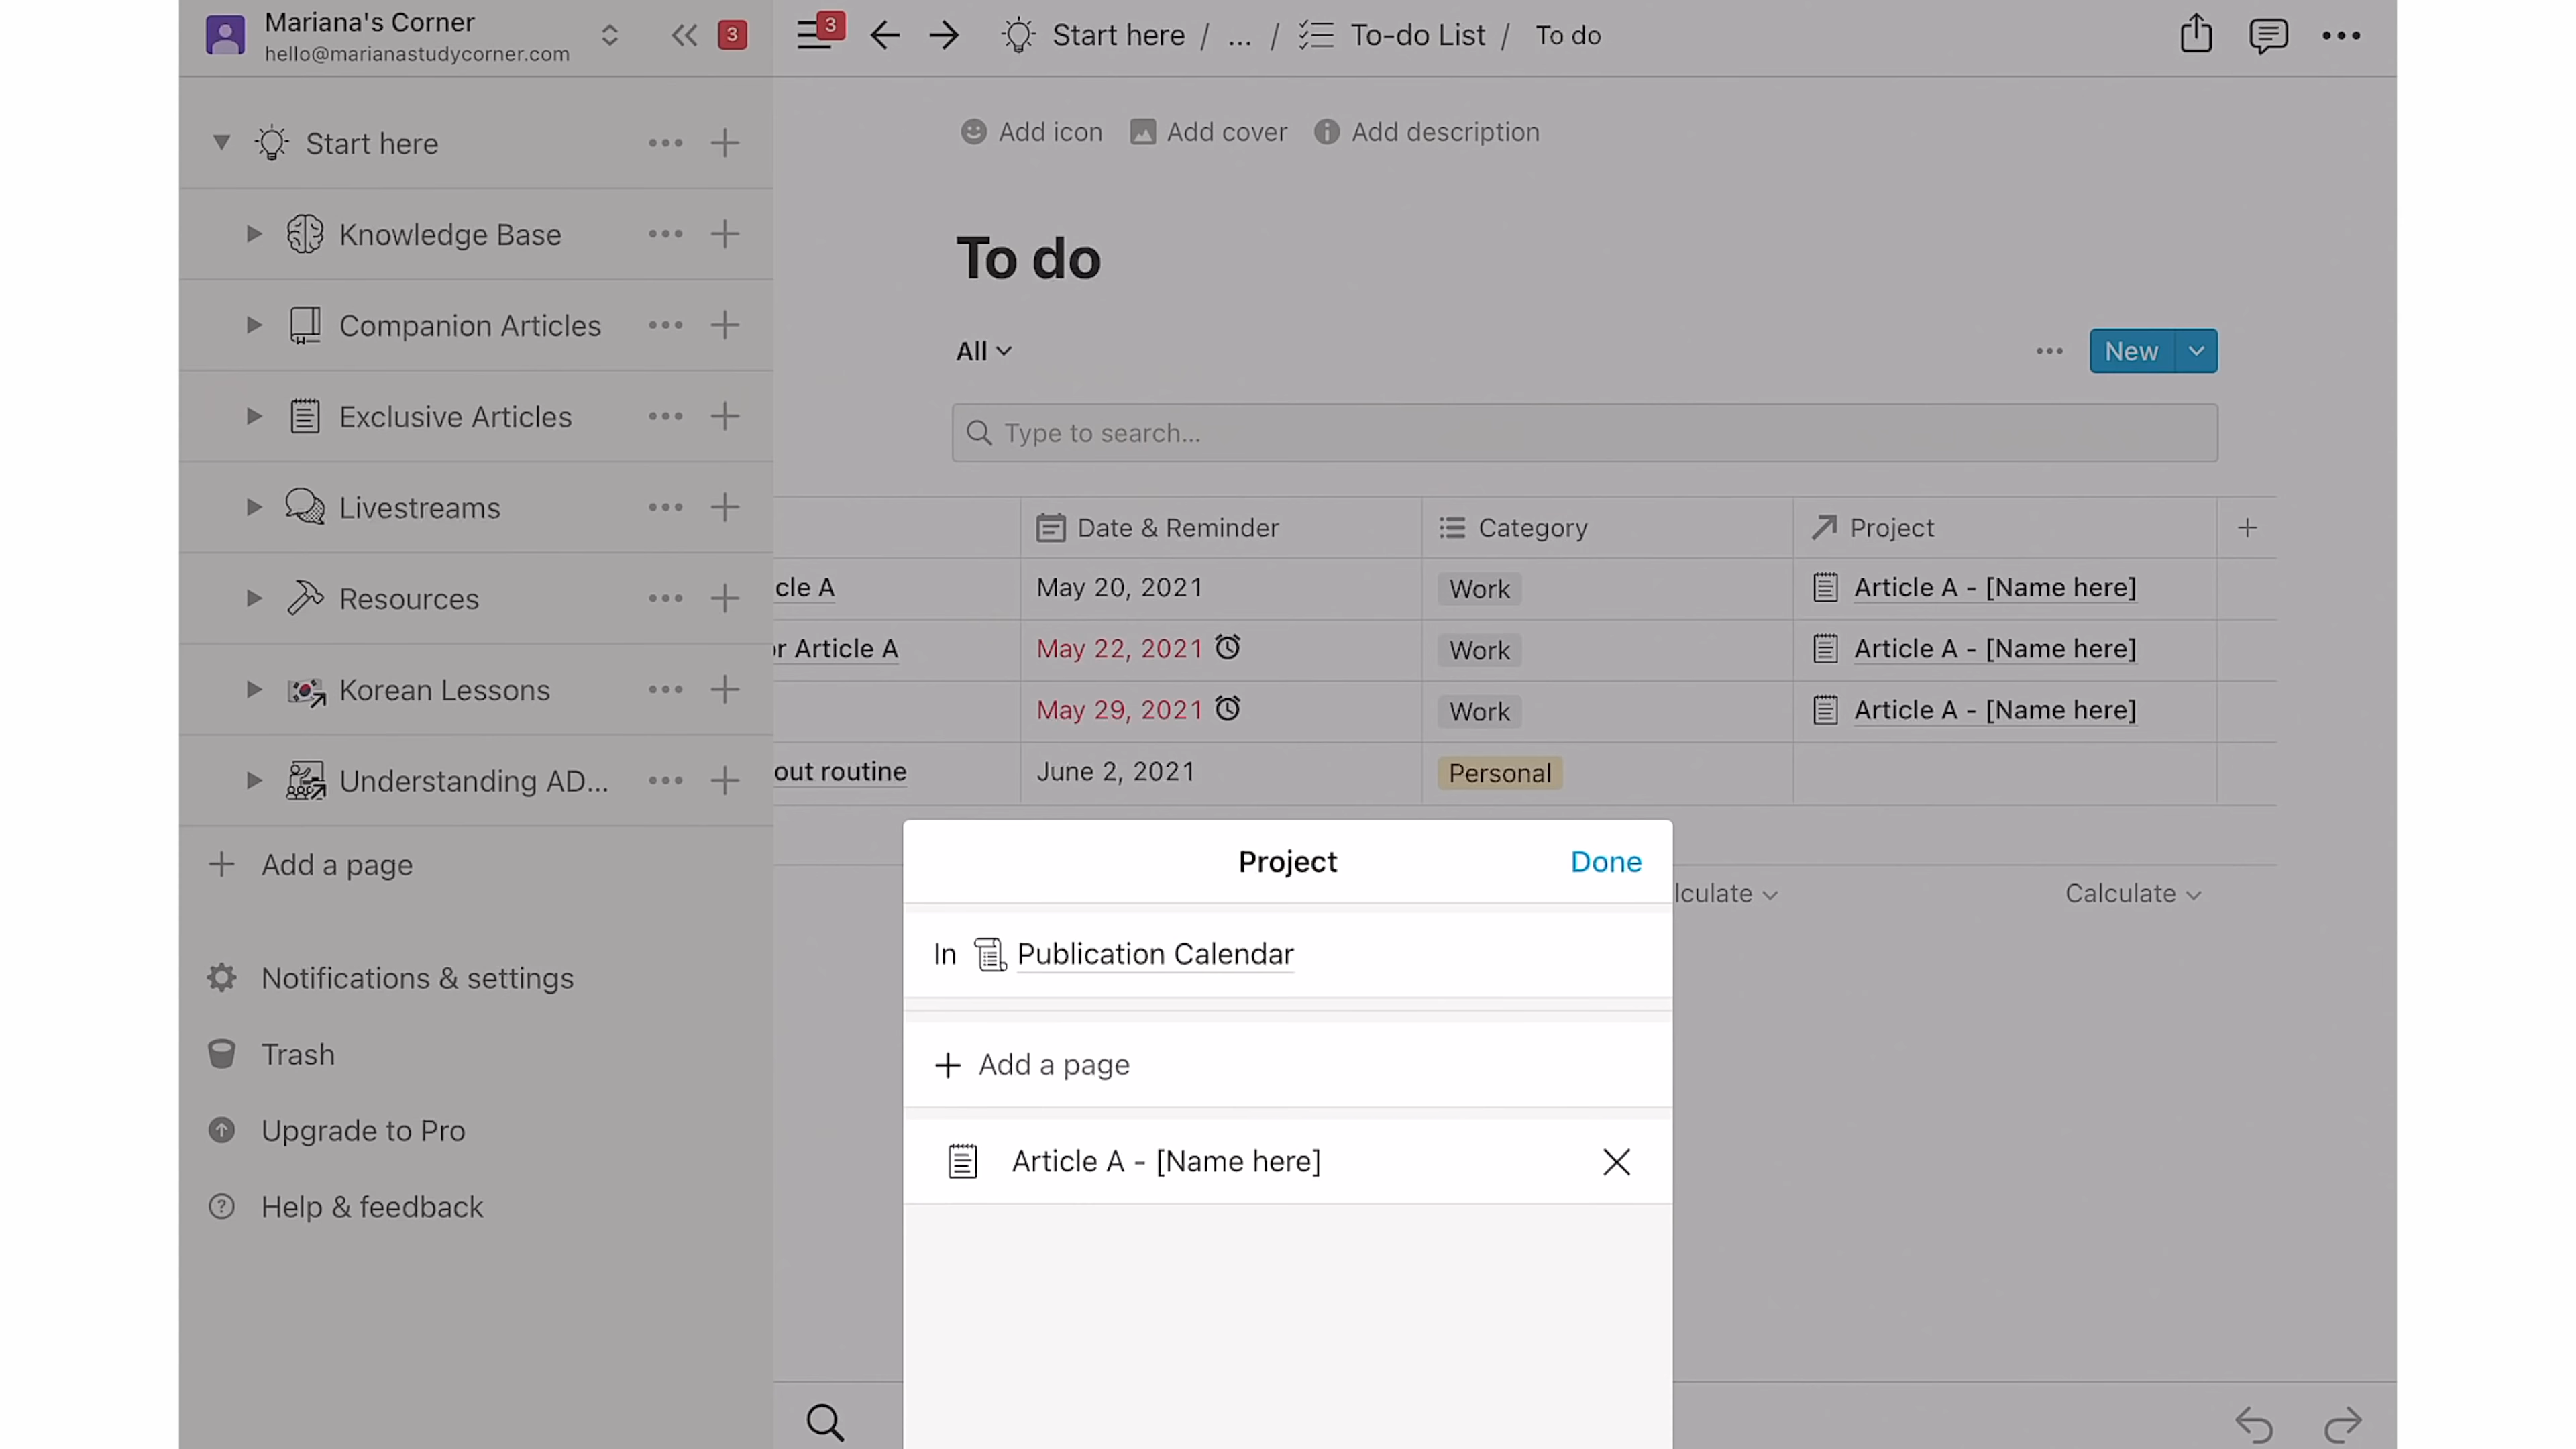 Mariana's Corner
hello@marianastudycorner.com
3
Start here
Knowledge Base
Companion Articles
Exclusive Articles
Livestreams
Resources
Korean Lessons
Understanding AD...
Add a page
Notifications & settings
Trash
Upgrade to Pro
Help & feedback
3
Start here / ... / To-do List / To do
Add icon Add cover Add description
To do
All
New
Type to search...
Date & Reminder Category Project
cle A May 20, 2021 Work Article A - [Name here]
r Article A May 22, 2021 Work Article A - [Name here]
May 29, 2021 Work Article A - [Name here]
out routine June 2, 2021 Personal
lculate Calculate
Project Done
In Publication Calendar
Add a page
Article A - [Name here]